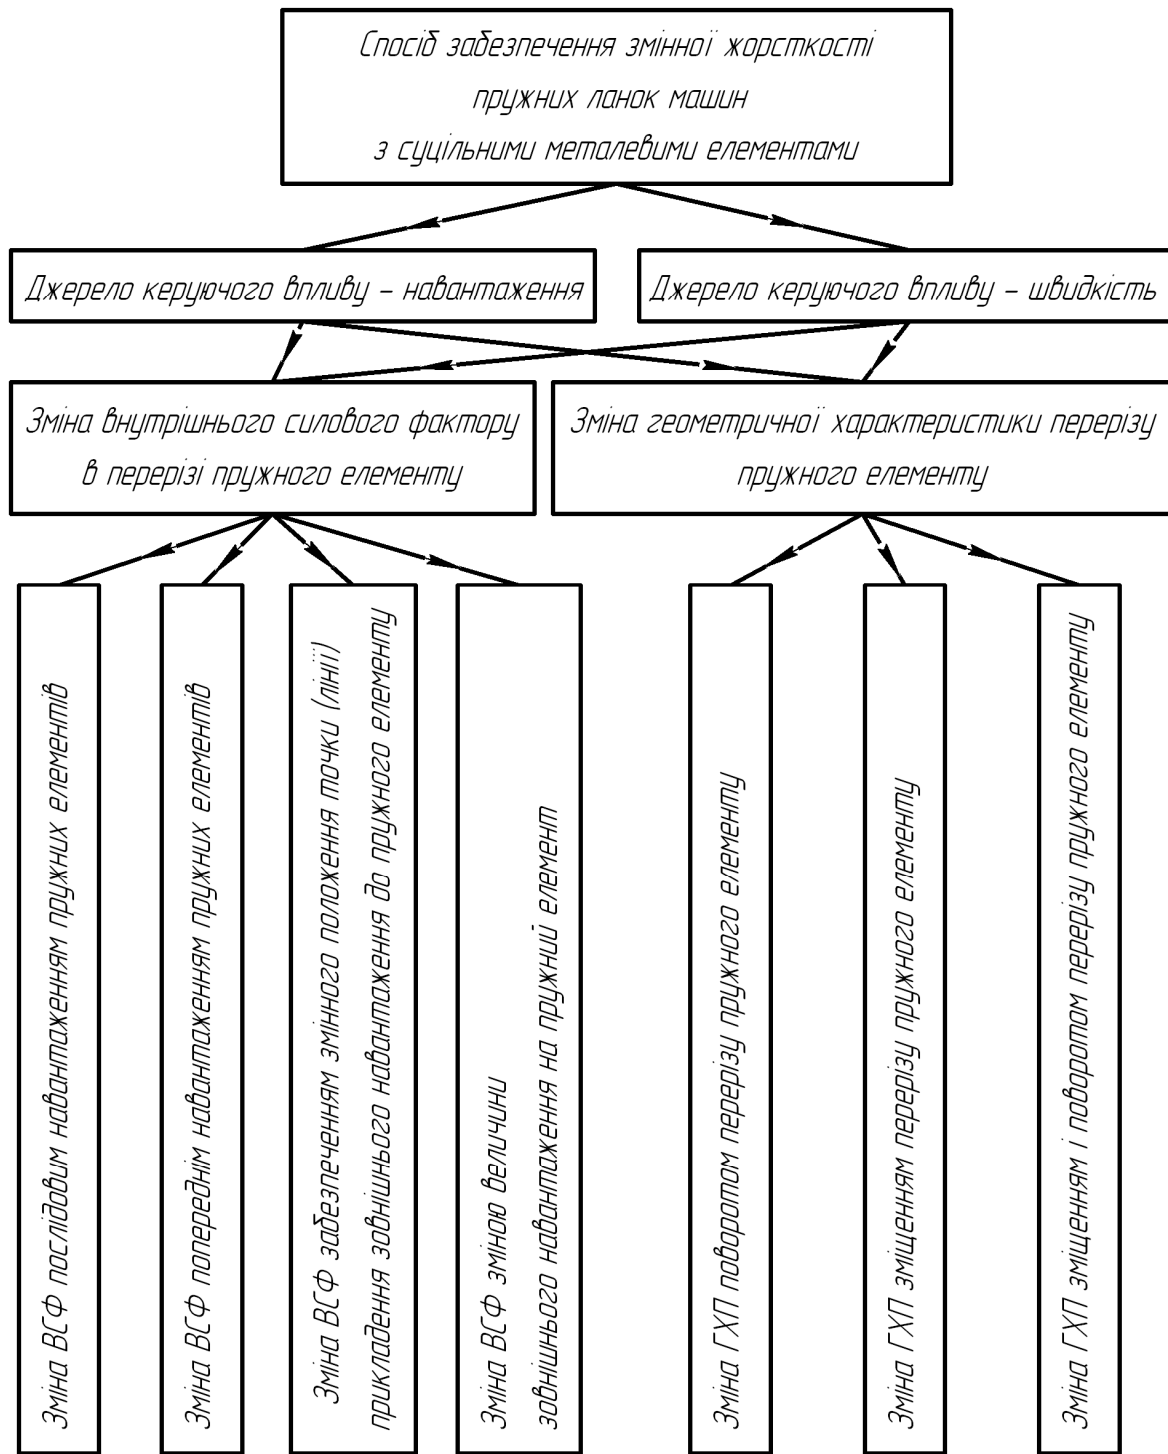 Спосіб забезпечення змінної жорсткості
пружних ланок машин
з суцільними металевими елементами
Джерело керуючого впливу – навантаження
Джерело керуючого впливу – швидкість
Зміна внутрішнього силового фактору
в перерізі пружного елементу
Зміна геометричної характеристики перерізу
пружного елементу
Зміна ВСФ послідовим навантаженням пружних елементів
Зміна ВСФ попереднім навантаженням пружних елементів
Зміна ВСФ забезпеченням змінного положення точки (лінії)
прикладення зовнішнього навантаження до пружного елементу
Зміна ВСФ зміною величини
зовнішнього навантаження на пружний елемент
Зміна ГХП поворотом перерізу пружного елементу
Зміна ГХП зміщенням перерізу пружного елементу
Зміна ГХП зміщенням і поворотом перерізу пружного елементу